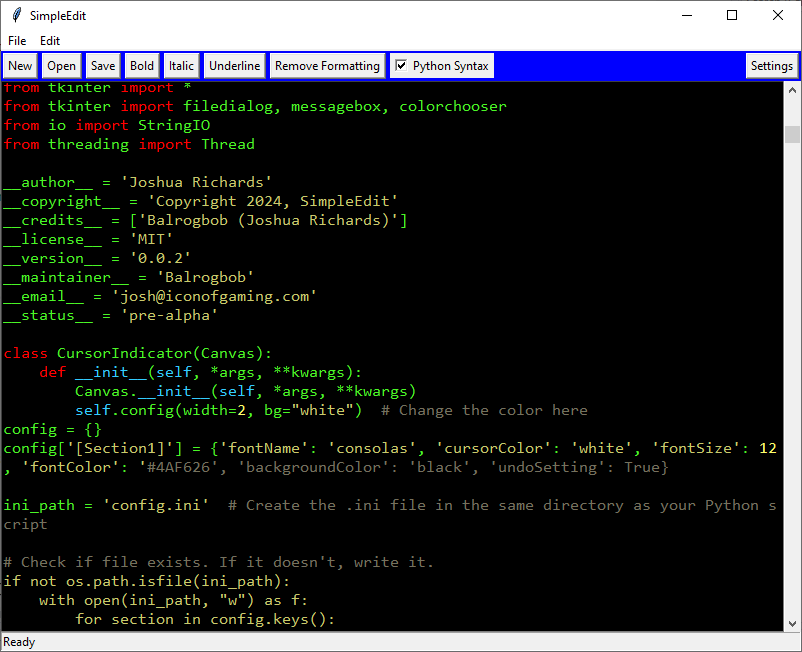 SimpleEdit
File Edit
New Open Save Bold Italic Underline Remove Formatting Python Syntax Settings
from tkinter import *
from tkinter import filedialog, messagebox, colorchooser
from io import StringIO
from threading import Thread
__author__ = 'Joshua Richards'
__copyright__ = 'Copyright 2024, SimpleEdit'
__credits__ = ['Balrogbob (Joshua Richards)']
__license__ = 'MIT'
__version__ = '0.0.2'
__maintainer__ = 'Balrogbob'
__email__ = 'josh@iconofgaming.com'
__status__ = 'pre-alpha'
class CursorIndicator(Canvas):
    def __init__(self, *args, **kwargs):
        Canvas.__init__(self, *args, **kwargs)
        self.config(width=2, bg="white")  # Change the color here
config = {}
config['[Section1]'] = {'fontName': 'consolas', 'cursorColor': 'white', 'fontSize': 12
, 'fontColor': '#4AF626', 'backgroundColor': 'black', 'undoSetting': True}
ini_path = 'config.ini'  # Create the .ini file in the same directory as your Python s
cript
# Check if file exists. If it doesn't, write it.
if not os.path.isfile(ini_path):
    with open(ini_path, "w") as f:
        for section in config.keys():
Ready